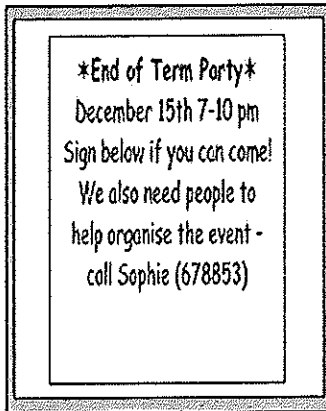 *End of Term Party*
December 15th 7-10 pm
Sign below if you can come!
We also need people to
help organise the event -
call Sophie (678853)